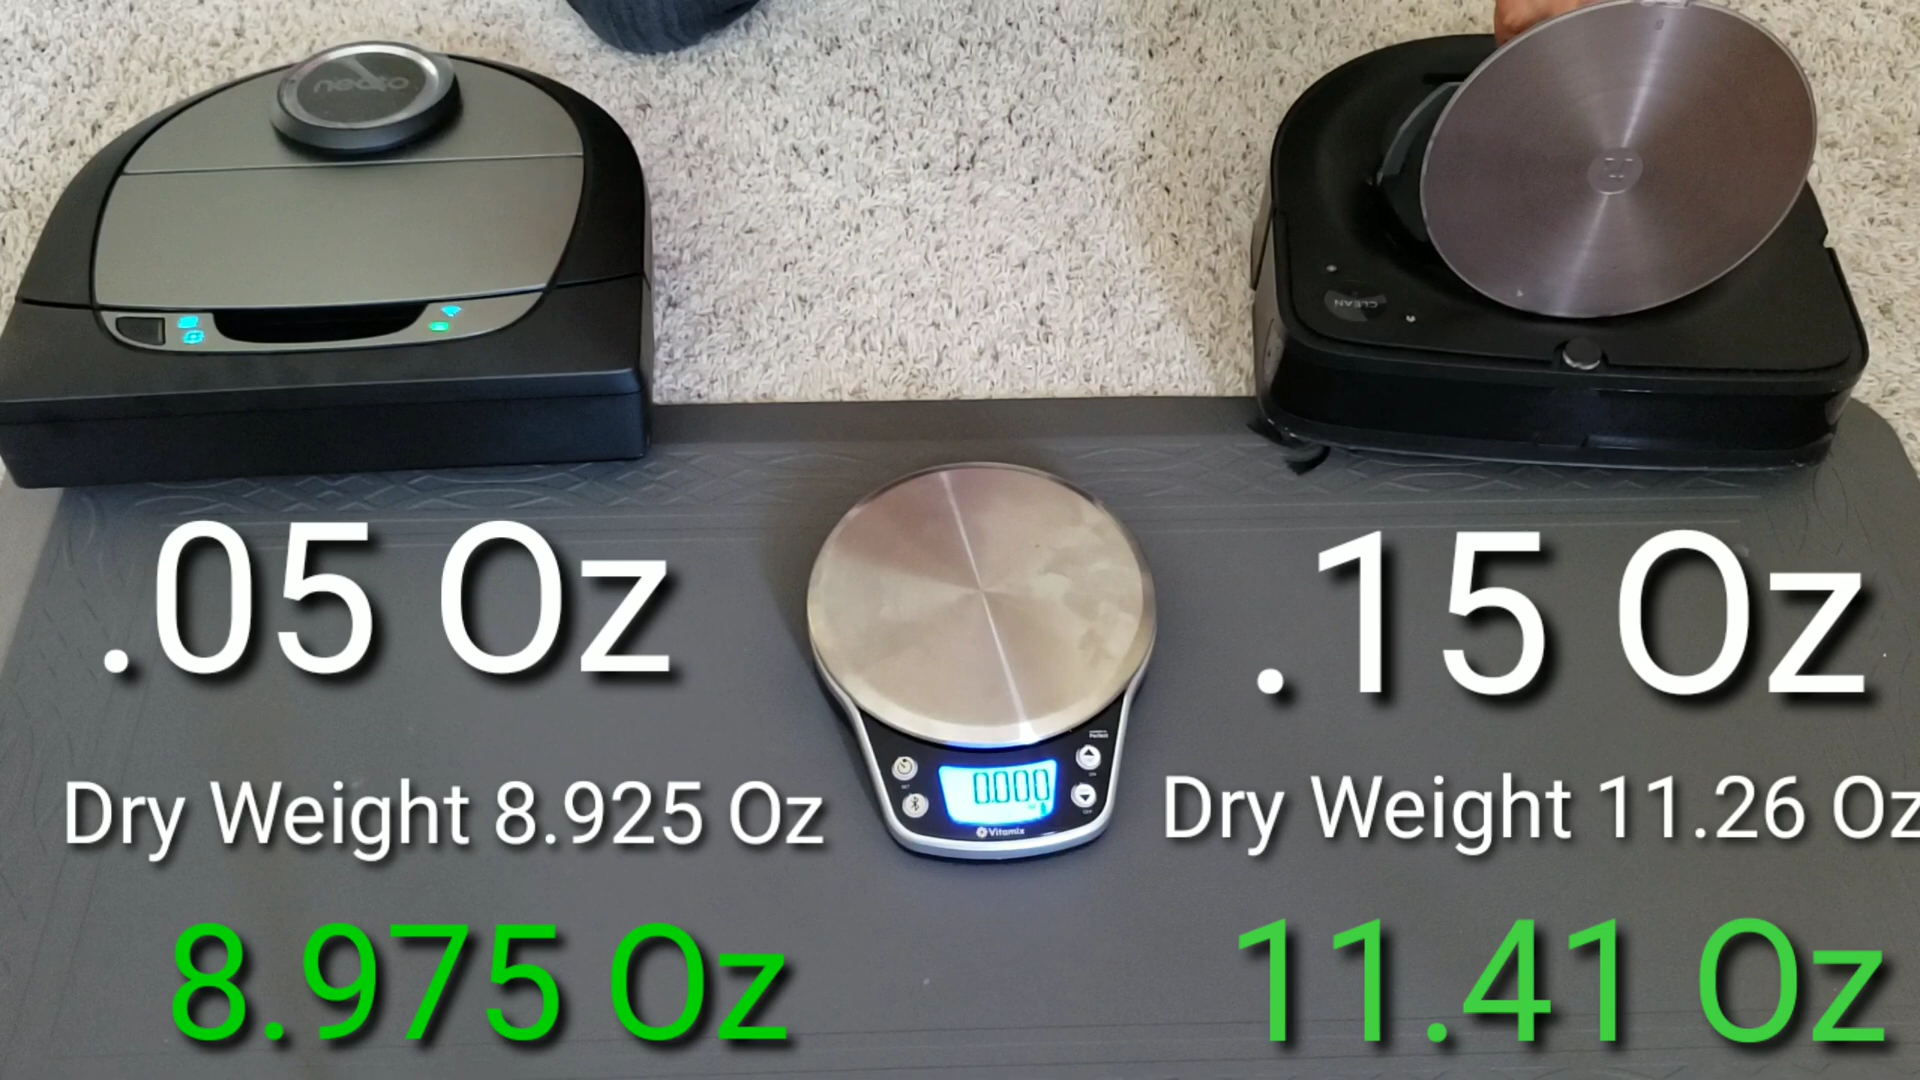 neato
CLEAN
.05 Oz
.15 Oz
0.000
Vitamix
Dry Weight 8.925 Oz
Dry Weight 11.26 Oz
8.975 Oz
11.41 Oz